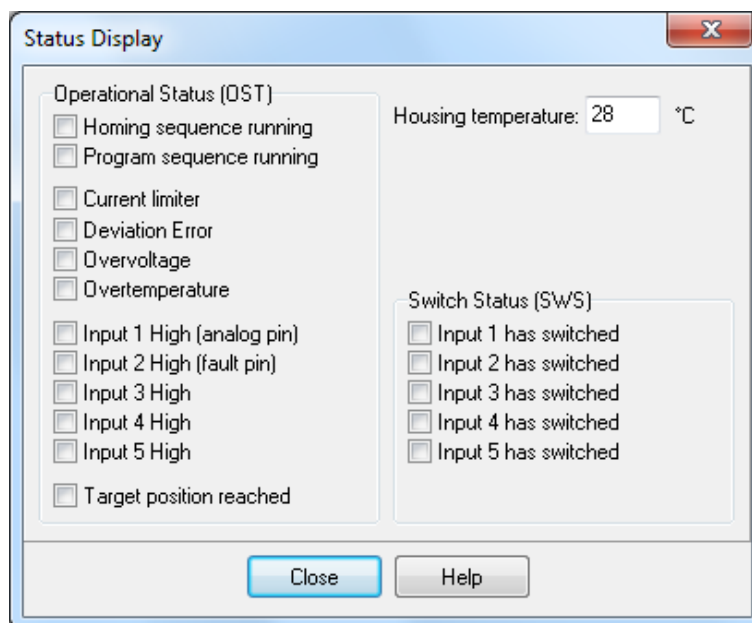 Status Display
Operational Status (OST)
Homing sequence running
Program sequence running
Current limiter
Deviation Error
Overvoltage
Overtemperature
Input 1 High (analog pin)
Input 2 High (fault pin)
Input 3 High
Input 4 High
Input 5 High
Target position reached
Housing temperature: 28 °C
Switch Status (SWS)
Input 1 has switched
Input 2 has switched
Input 3 has switched
Input 4 has switched
Input 5 has switched
Close Help